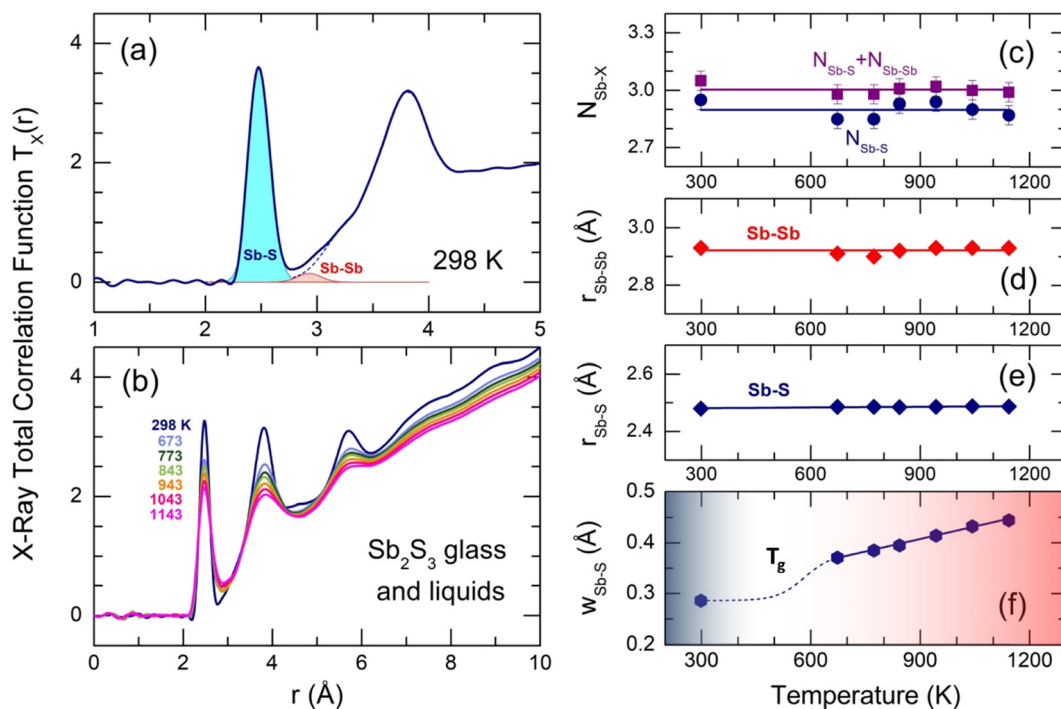 X-Ray Total Correlation Function T_X(r)
(a)
4
2
0
Sb-S
Sb-Sb
298 K
1 2 3 4 5
(b)
4
2
0
298 K
673
773
843
943
1043
1143
Sb₂S₃ glass
and liquids
0 2 4 6 8 10
r (Å)
(c)
N_Sb-X
3.3
3.0
2.7
N_Sb-S+N_Sb-Sb
N_Sb-S
300 600 900 1200
(d)
r_Sb-Sb (Å)
3.0
2.9
2.8
Sb-Sb
300 600 900 1200
(e)
r_Sb-S (Å)
2.6
2.5
2.4
Sb-S
300 600 900 1200
(f)
w_Sb-S (Å)
0.5
0.4
0.3
0.2
T_g
300 600 900 1200
Temperature (K)